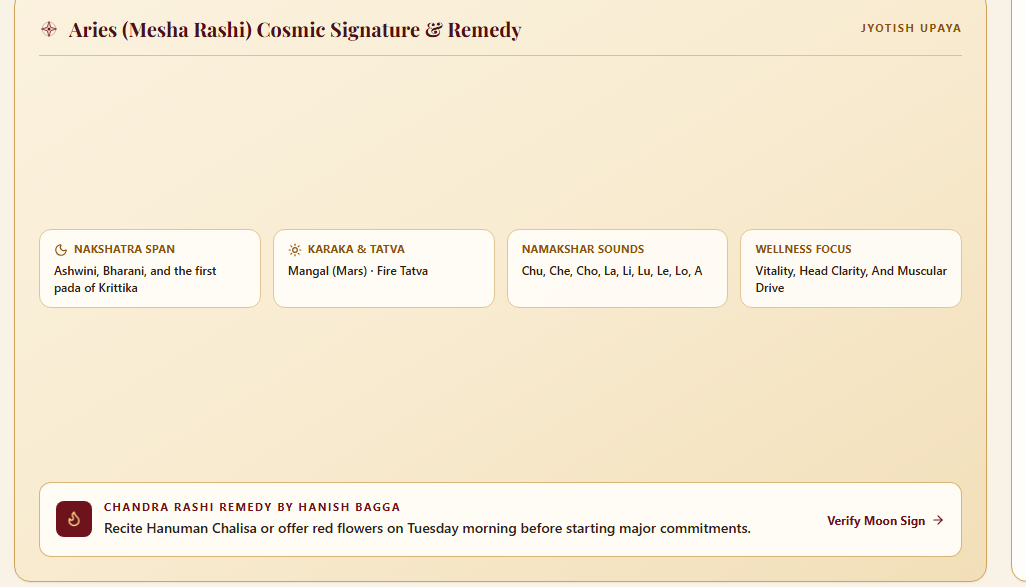 Aries (Mesha Rashi) Cosmic Signature & Remedy
JYOTISH UPAYA
NAKSHATRA SPAN
Ashwini, Bharani, and the first
pada of Krittika
KARAKA & TATVA
Mangal (Mars) · Fire Tatva
NAMAKSHAR SOUNDS
Chu, Che, Cho, La, Li, Lu, Le, Lo, A
WELLNESS FOCUS
Vitality, Head Clarity, And Muscular
Drive
CHANDRA RASHI REMEDY BY HANISH BAGGA
Recite Hanuman Chalisa or offer red flowers on Tuesday morning before starting major commitments.
Verify Moon Sign →